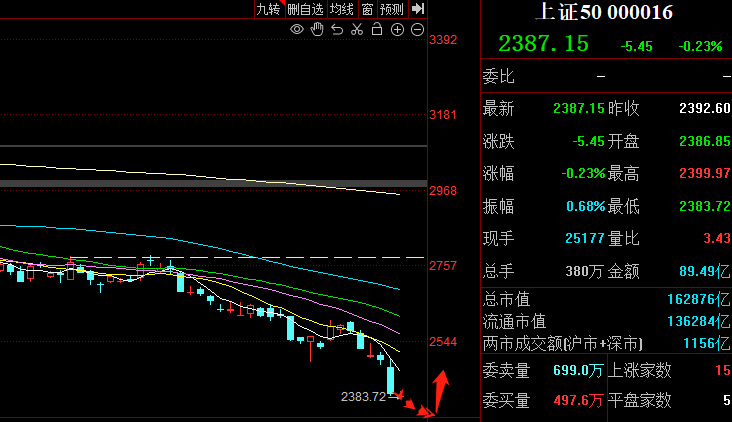 九转 删自选 均线 窗 预测
3392
3181
2968
2757
2544
2383.72
上证50 000016
2387.15 -5.45 -0.23%
委比 – –
最新 2387.15 昨收 2392.60
涨跌 -5.45 开盘 2386.85
涨幅 -0.23% 最高 2399.97
振幅 0.68% 最低 2383.72
现手 25177 量比 3.43
总手 380万 金额 89.49亿
总市值 162876亿
流通市值 136284亿
两市成交额(沪市+深市) 1156亿
委卖量 699.0万 上涨家数 15
委买量 497.6万 平盘家数 5